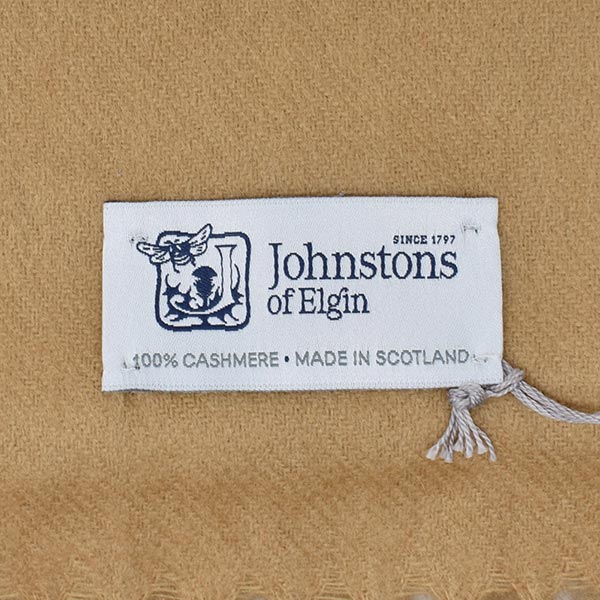 SINCE 1797
Johnstons
of Elgin
100% CASHMERE • MADE IN SCOTLAND